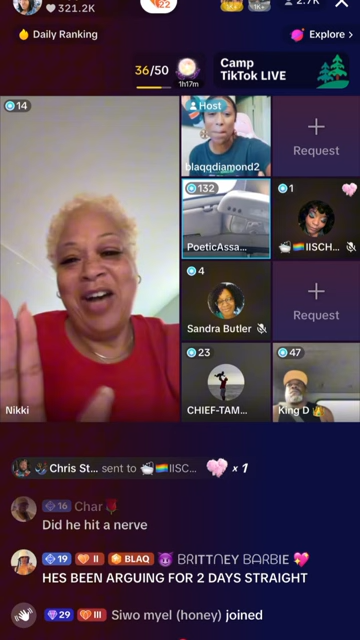 321.2K
22
1K+
2.7K
Daily Ranking
Explore >
36/50
1h17m
Camp
TikTok LIVE
14
Host
blaqqdiamond2
Request
132
PoeticAssa...
1
IISCH...
4
Sandra Butler
Request
Nikki
23
CHIEF-TAM...
47
King D
Chris St... sent to IISC... x 1
16 Char
Did he hit a nerve
19 II BLAQ BRITTNEY BARBIE
HES BEEN ARGUING FOR 2 DAYS STRAIGHT
29 III Siwo myel (honey) joined